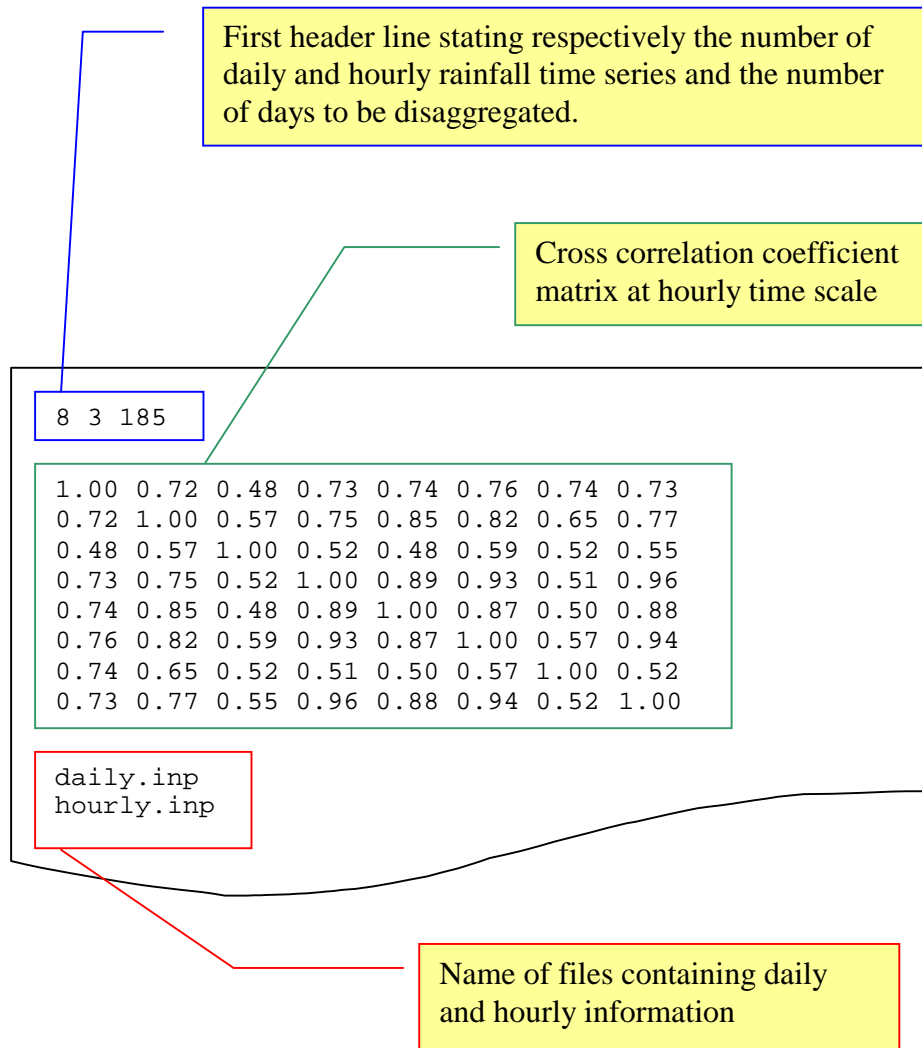 First header line stating respectively the number of
daily and hourly rainfall time series and the number
of days to be disaggregated.
Cross correlation coefficient
matrix at hourly time scale
8 3 185
1.00 0.72 0.48 0.73 0.74 0.76 0.74 0.73
0.72 1.00 0.57 0.75 0.85 0.82 0.65 0.77
0.48 0.57 1.00 0.52 0.48 0.59 0.52 0.55
0.73 0.75 0.52 1.00 0.89 0.93 0.51 0.96
0.74 0.85 0.48 0.89 1.00 0.87 0.50 0.88
0.76 0.82 0.59 0.93 0.87 1.00 0.57 0.94
0.74 0.65 0.52 0.51 0.50 0.57 1.00 0.52
0.73 0.77 0.55 0.96 0.88 0.94 0.52 1.00
daily.inp
hourly.inp
Name of files containing daily
and hourly information